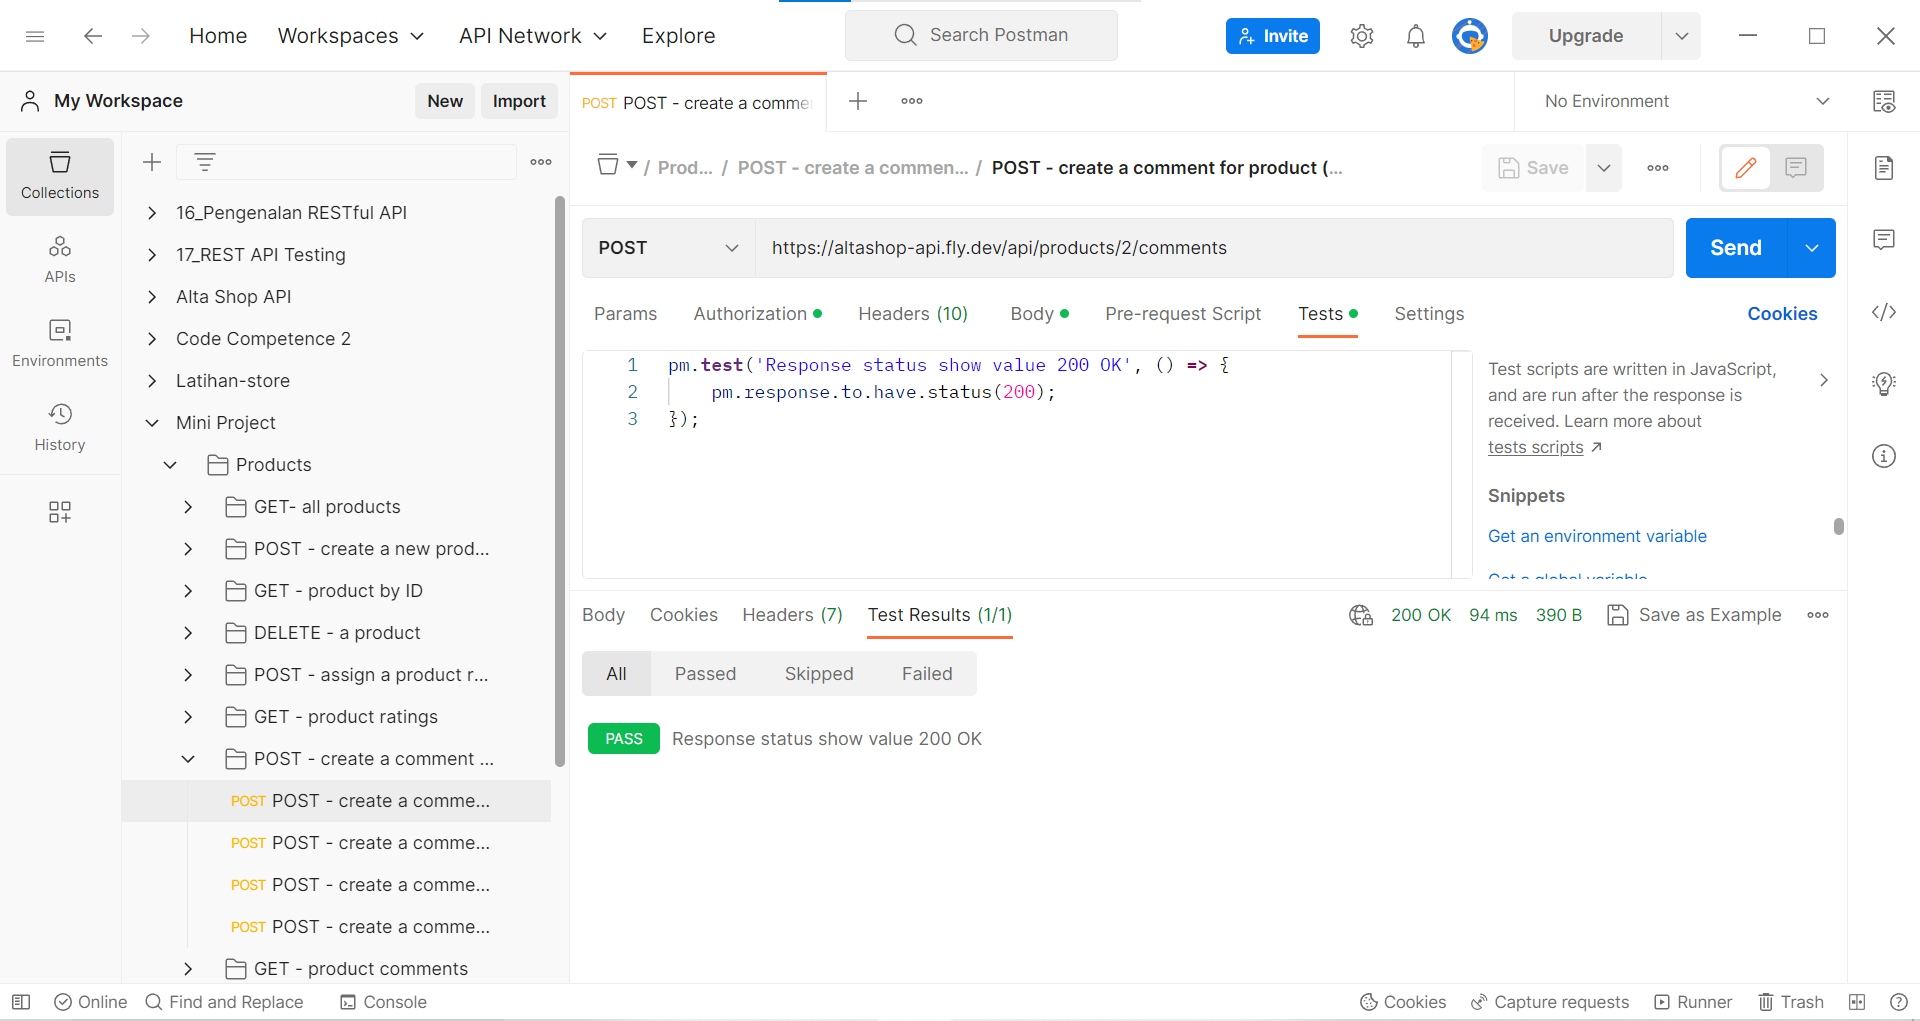 Home
Workspaces
API Network
Explore
Search Postman
Invite
Upgrade
My Workspace
New
Import
POST POST - create a comme
No Environment
Collections
APIs
Environments
History
16_Pengenalan RESTful API
17_REST API Testing
Alta Shop API
Code Competence 2
Latihan-store
Mini Project
Products
GET- all products
POST - create a new prod...
GET - product by ID
DELETE - a product
POST - assign a product r...
GET - product ratings
POST - create a comment ...
POST POST - create a comme...
POST POST - create a comme...
POST POST - create a comme...
POST POST - create a comme...
GET - product comments
/ Prod... / POST - create a commen... / POST - create a comment for product (...
Save
POST
https://altashop-api.fly.dev/api/products/2/comments
Send
Params
Authorization
Headers (10)
Body
Pre-request Script
Tests
Settings
Cookies
1 pm.test('Response status show value 200 OK', () => {
2 pm.response.to.have.status(200);
3 });
Test scripts are written in JavaScript,
and are run after the response is
received. Learn more about
tests scripts
Snippets
Get an environment variable
Get a global variable
Body
Cookies
Headers (7)
Test Results (1/1)
200 OK
94 ms
390 B
Save as Example
All
Passed
Skipped
Failed
PASS
Response status show value 200 OK
Online
Find and Replace
Console
Cookies
Capture requests
Runner
Trash